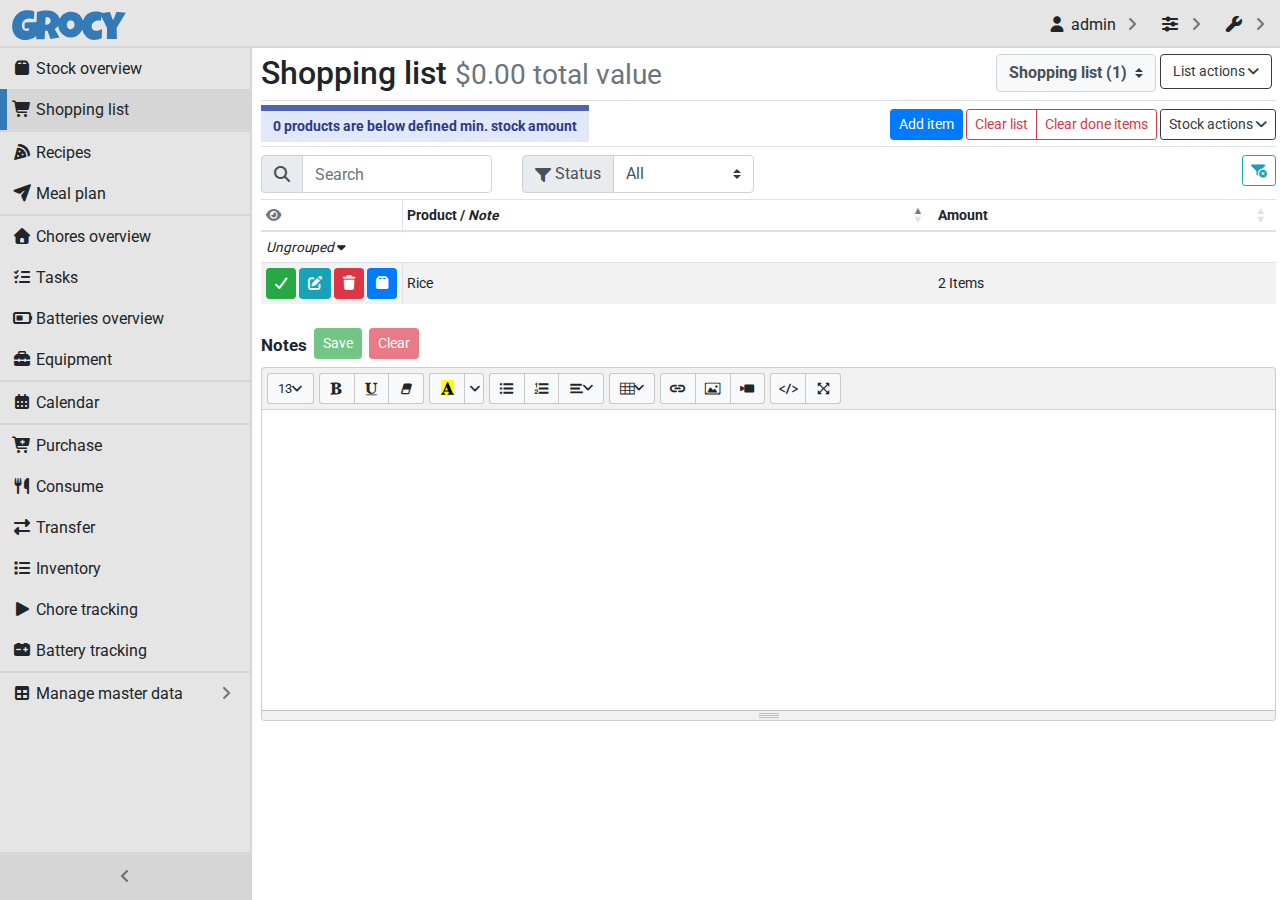 GROCY
admin
Stock overview
Shopping list
Recipes
Meal plan
Chores overview
Tasks
Batteries overview
Equipment
Calendar
Purchase
Consume
Transfer
Inventory
Chore tracking
Battery tracking
Manage master data
Shopping list $0.00 total value
Shopping list (1)
List actions
0 products are below defined min. stock amount
Add item
Clear list
Clear done items
Stock actions
Search
Status
All
Product / Note
Amount
Ungrouped
Rice
2 Items
Notes
Save
Clear
13
B
U
A
</>